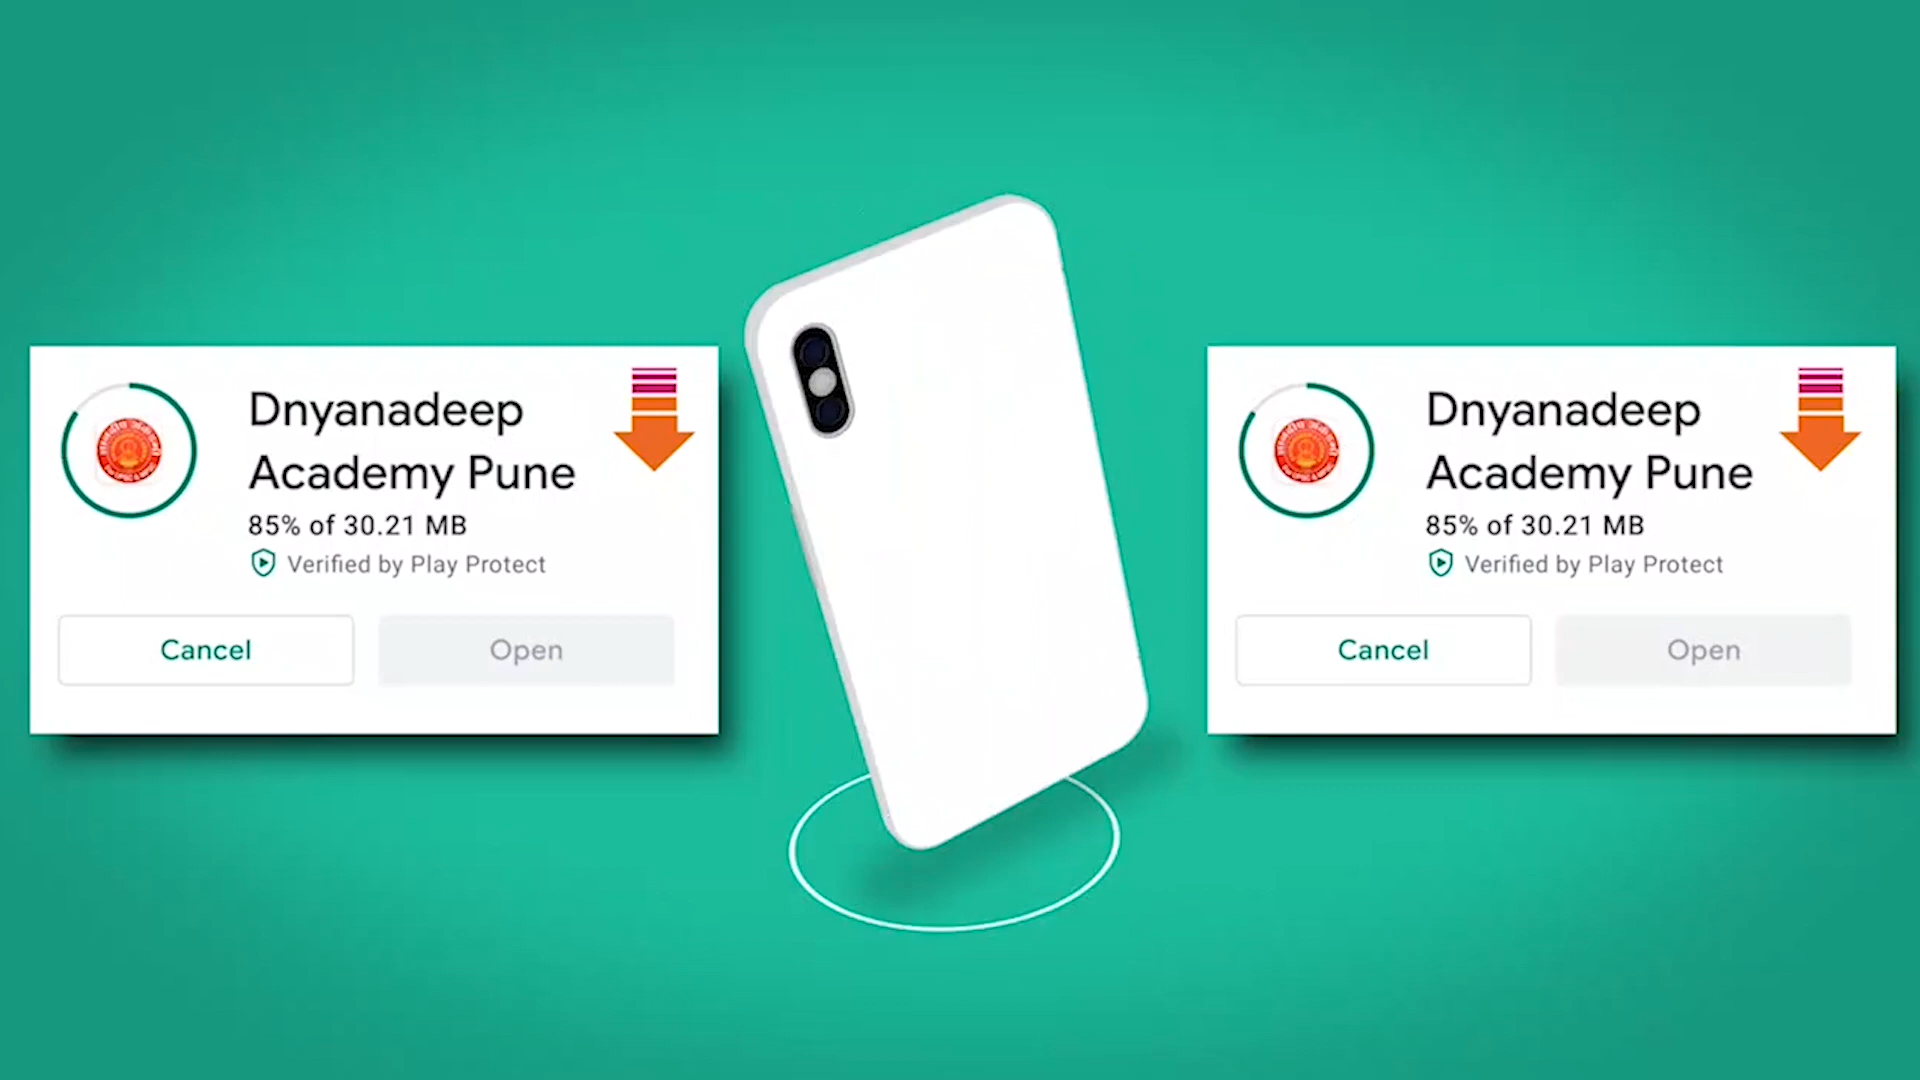 Dnyanadeep
Academy Pune
85% of 30.21 MB
Verified by Play Protect
Cancel
Open
Dnyanadeep
Academy Pune
85% of 30.21 MB
Verified by Play Protect
Cancel
Open